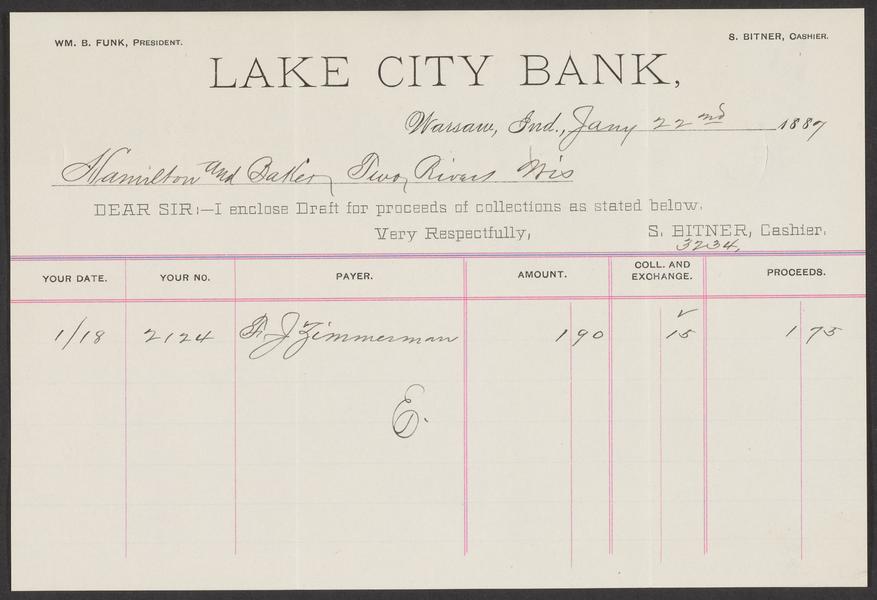 WM. B. FUNK, PRESIDENT.
S. BITNER, CASHIER.
LAKE CITY BANK,
Warsaw, Ind., Jany 22nd 1887
Hamilton and Baker, Two Rivers Wis
DEAR SIR:—I enclose Draft for proceeds of collections as stated below.
Very Respectfully,
S. BITNER, Cashier.
3234,
YOUR DATE. YOUR NO. PAYER. AMOUNT. COLL. AND EXCHANGE. PROCEEDS.
1/18 2124 J Zimmerman 1 90 15 1 75
E.